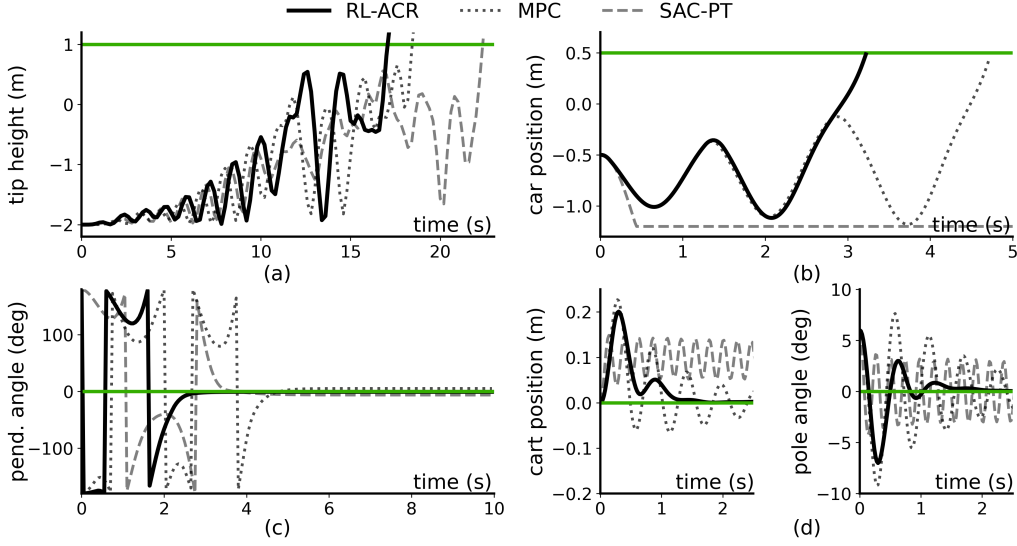 RL-ACR MPC SAC-PT
tip height (m)
1
0
−1
−2
0 5 10 15 20
time (s)
(a)
car position (m)
0.5
0.0
−0.5
−1.0
0 1 2 3 4 5
time (s)
(b)
pend. angle (deg)
100
0
−100
0 2 4 6 8 10
time (s)
(c)
cart position (m)
0.2
0.1
0.0
−0.1
−0.2
0 1 2
time (s)
pole angle (deg)
10
5
0
−5
−10
0 1 2
time (s)
(d)